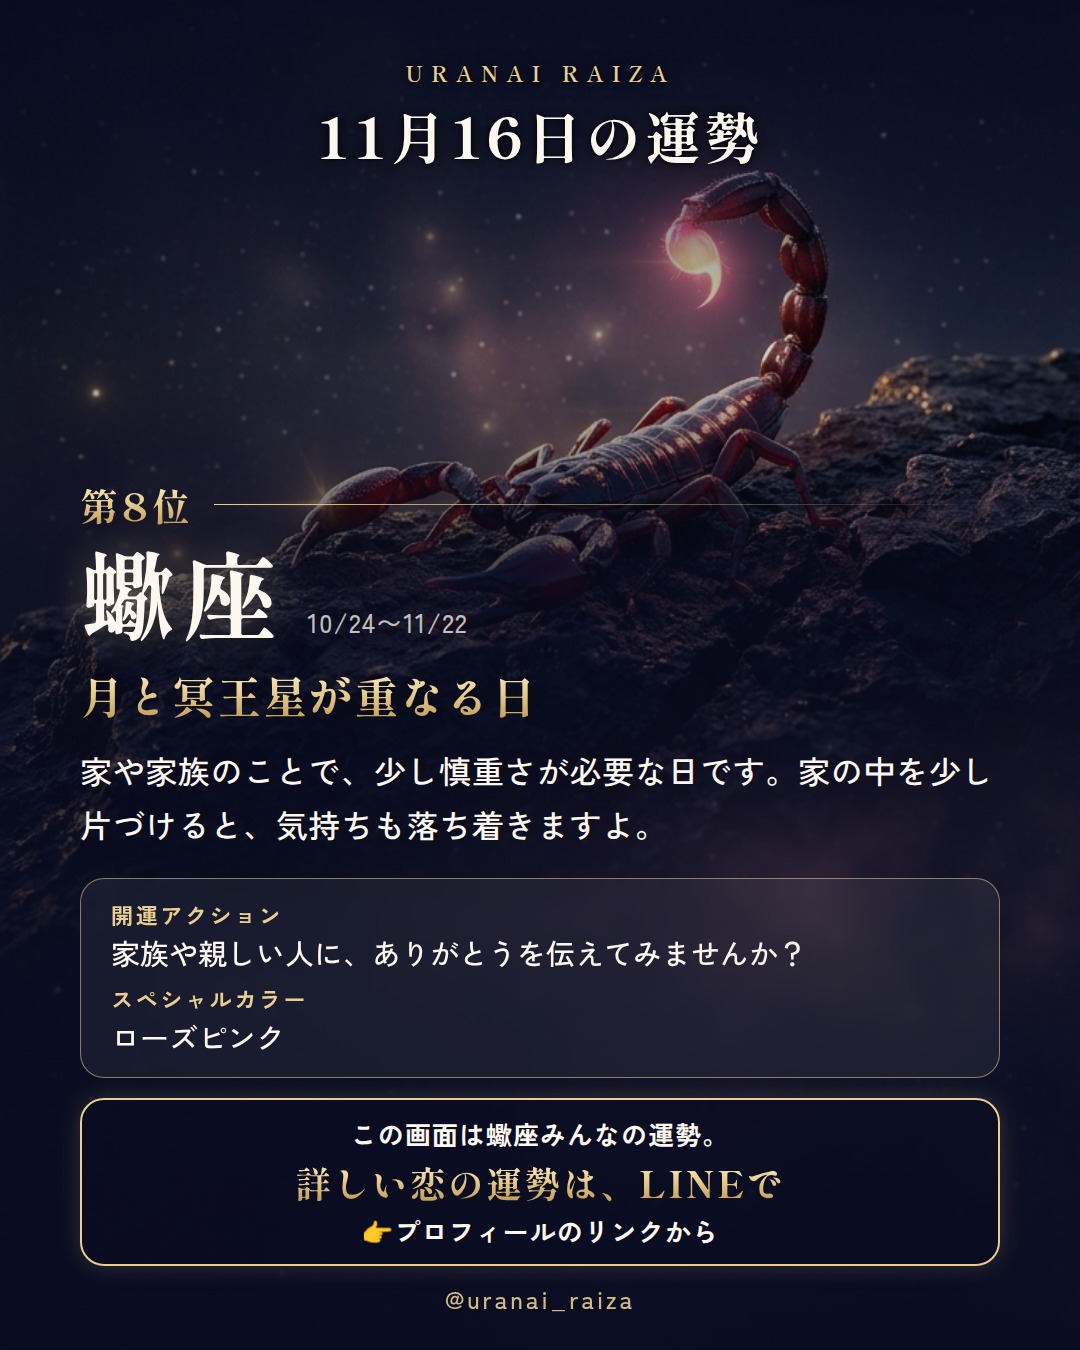 URANAI RAIZA
11月16日の運勢
第8位
蠍座 10/24〜11/22
月と冥王星が重なる日
家や家族のことで、少し慎重さが必要な日です。家の中を少し
片づけると、気持ちも落ち着きますよ。
開運アクション
家族や親しい人に、ありがとうを伝えてみませんか？
スペシャルカラー
ローズピンク
この画面は蠍座みんなの運勢。
詳しい恋の運勢は、LINEで
👉プロフィールのリンクから
@uranai_raiza